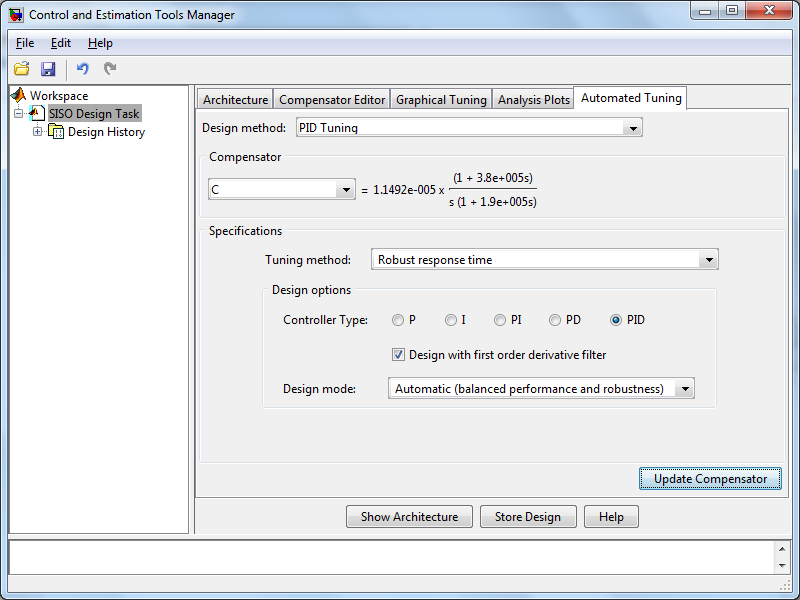 Control and Estimation Tools Manager
File Edit Help
Workspace
SISO Design Task
Design History
Architecture Compensator Editor Graphical Tuning Analysis Plots Automated Tuning
Design method: PID Tuning
Compensator
(1 + 3.8e+005s)
C = 1.1492e-005 x
s (1 + 1.9e+005s)
Specifications
Tuning method: Robust response time
Design options
Controller Type: P I PI PD PID
Design with first order derivative filter
Design mode: Automatic (balanced performance and robustness)
Update Compensator
Show Architecture Store Design Help